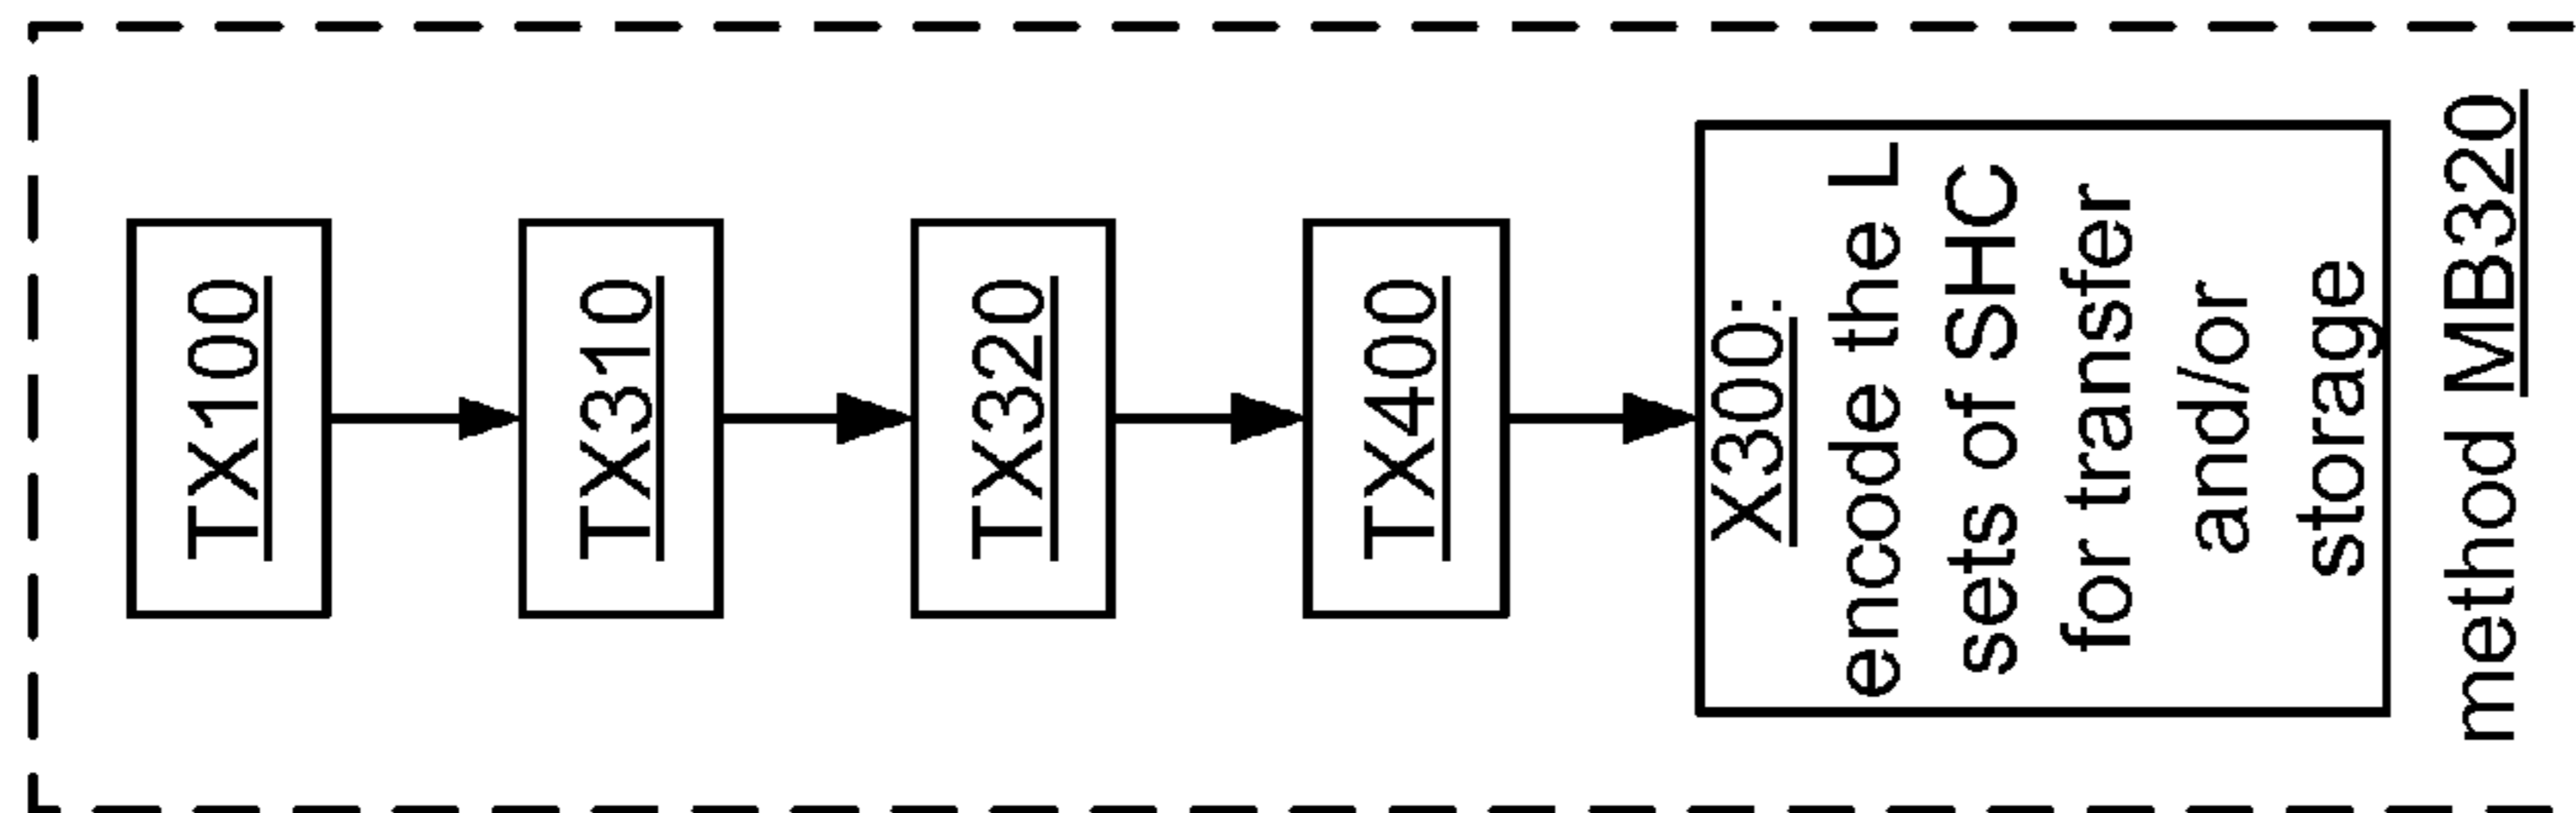 TX100
TX310
TX320
TX400
X300:
encode the L
sets of SHC
for transfer
and/or
storage
method MB320